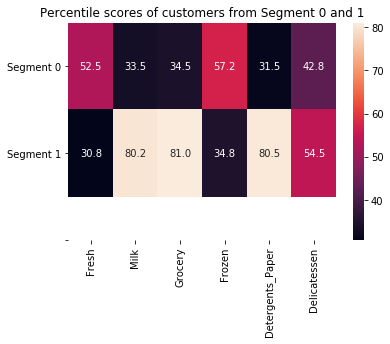 Percentile scores of customers from Segment 0 and 1
Segment 0
52.5 33.5 34.5 57.2 31.5 42.8
Segment 1
30.8 80.2 81.0 34.8 80.5 54.5
Fresh
Milk
Grocery
Frozen
Detergents_Paper
Delicatessen
80
70
60
50
40